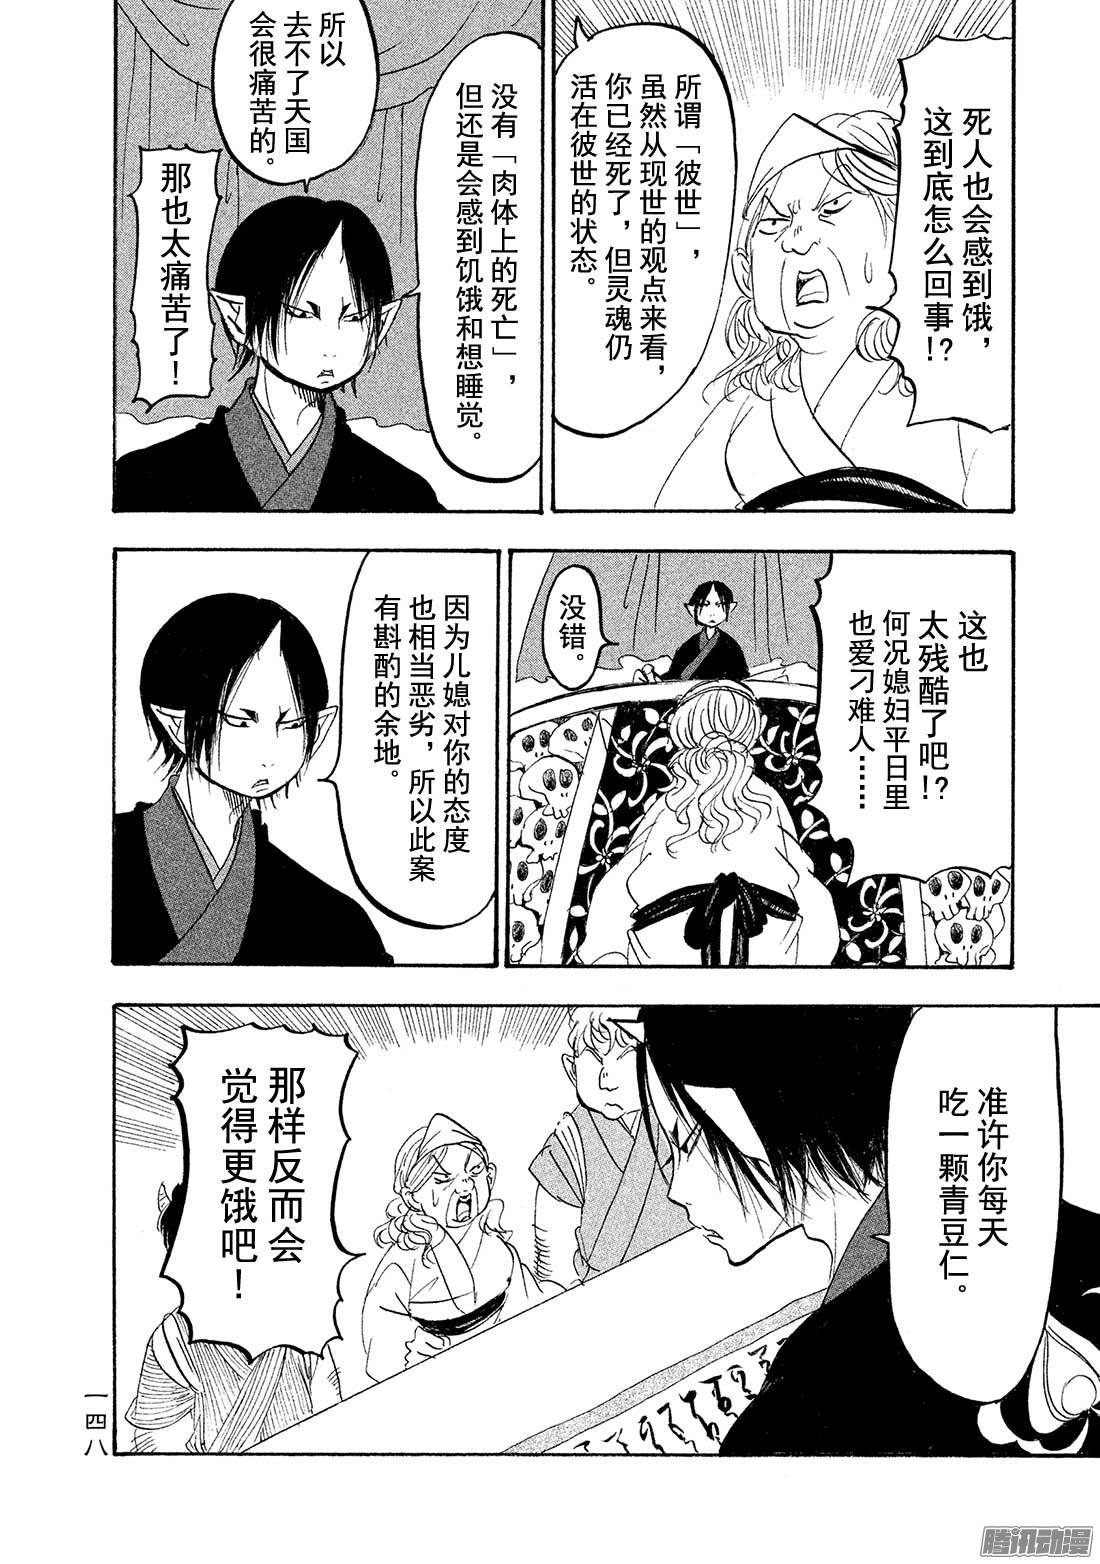 死人也会感到饿，
这到底怎么回事!?
所谓「彼世」，
虽然从现世的观点来看，
你已经死了，但灵魂仍
活在彼世的状态。
没有「肉体上的死亡」，
但还是会感到饥饿和想睡觉。
所以
去不了天国
会很痛苦的。
那也太痛苦了！
这也
太残酷了吧!?
何况媳妇平日里
也爱刁难人……
没错。
因为儿媳对你的态度
也相当恶劣，所以此案
有斟酌的余地。
准许你每天
吃一颗青豆仁。
那样反而会
觉得更饿吧！
一四八
腾讯动漫